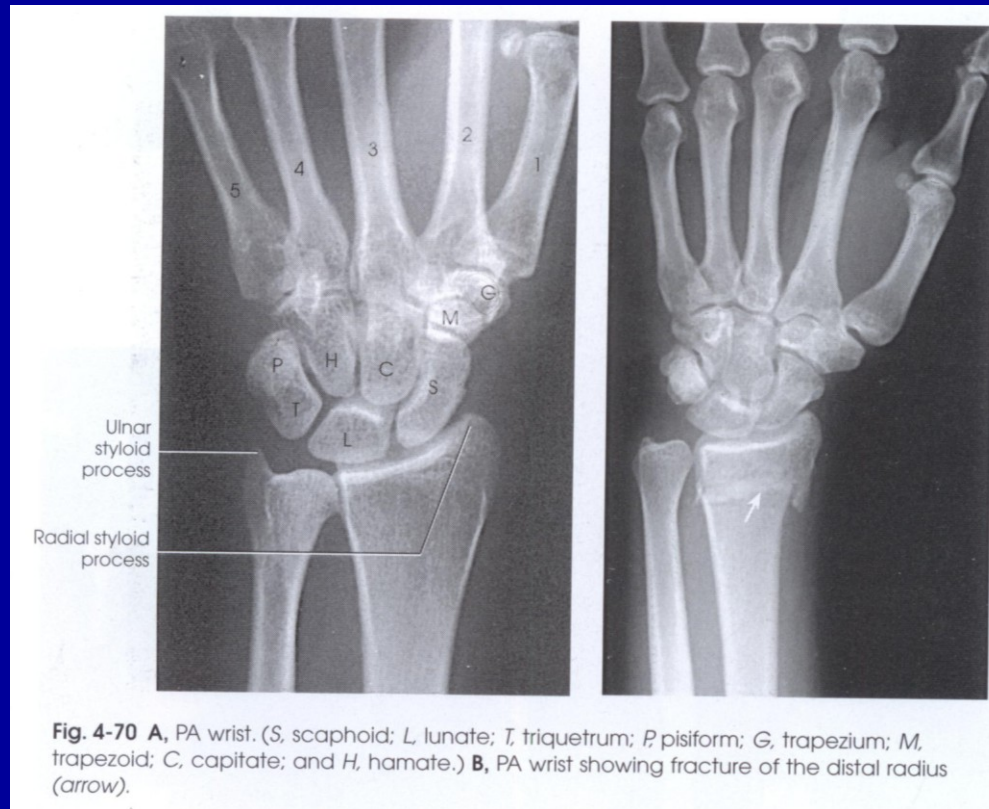 5
4
3
2
1
G
M
P
H
C
S
T
L
Ulnar
styloid
process
Radial styloid
process
Fig. 4-70 A, PA wrist. (S, scaphoid; L, lunate; T, triquetrum; P, pisiform; G, trapezium; M,
trapezoid; C, capitate; and H, hamate.) B, PA wrist showing fracture of the distal radius
(arrow).